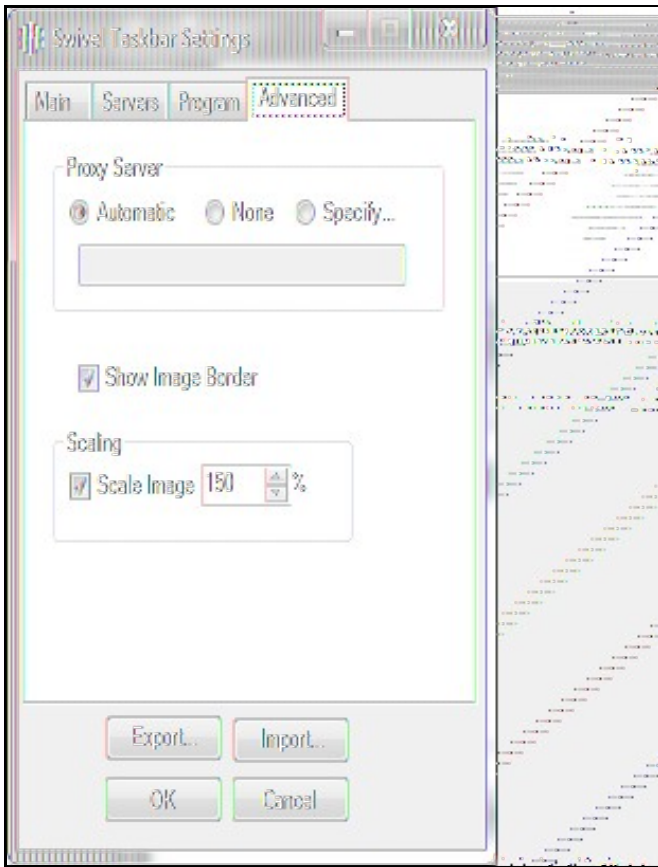 Swivel Taskbar Settings
Main Servers Program Advanced
Proxy Server
Automatic None Specify...
Show Image Border
Scaling
Scale Image 150 %
Export... Import...
OK Cancel